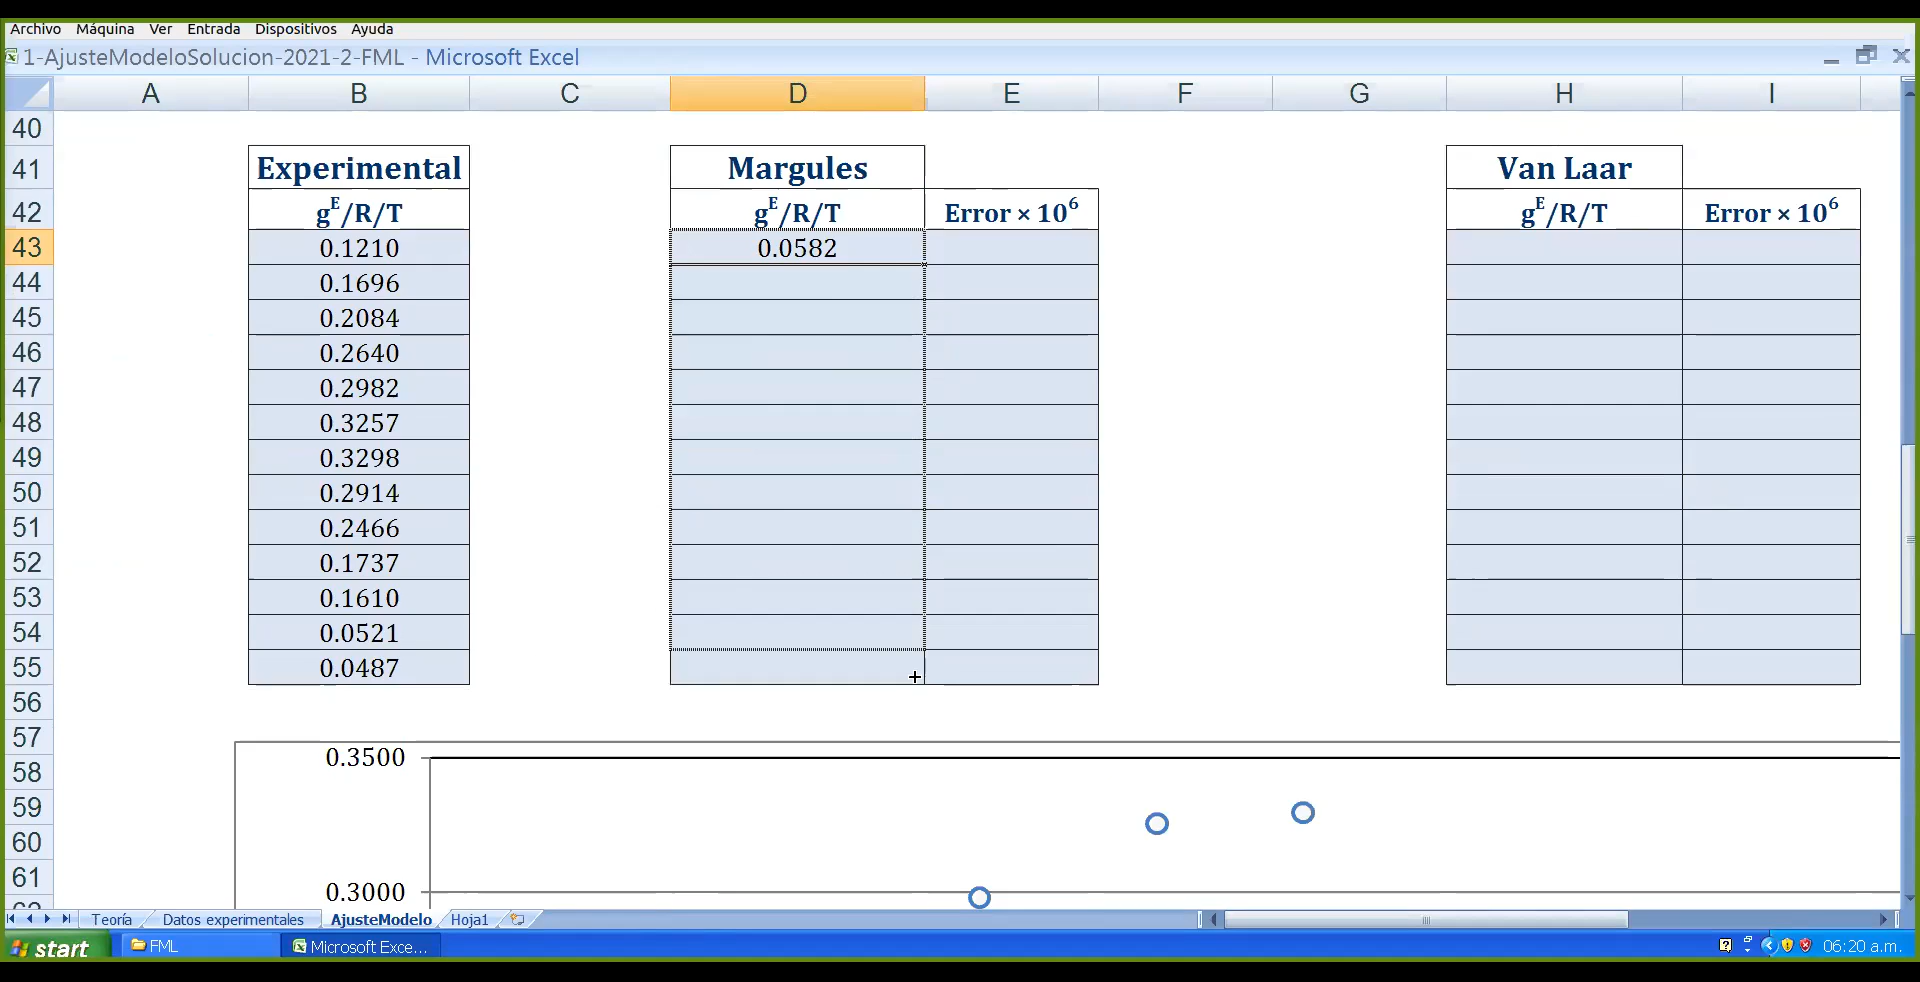 Archivo Máquina Ver Entrada Dispositivos Ayuda
1-AjusteModeloSolucion-2021-2-FML - Microsoft Excel
A B C D E F G H I
40
41 Experimental Margules Van Laar
42 gᴱ/R/T gᴱ/R/T Error × 10⁶ gᴱ/R/T Error × 10⁶
43 0.1210 0.0582
44 0.1696
45 0.2084
46 0.2640
47 0.2982
48 0.3257
49 0.3298
50 0.2914
51 0.2466
52 0.1737
53 0.1610
54 0.0521
55 0.0487
56
57
58 0.3500
59
60
61
0.3000
Teoría Datos experimentales AjusteModelo Hoja1
start FML Microsoft Exce... 06:20 a.m.